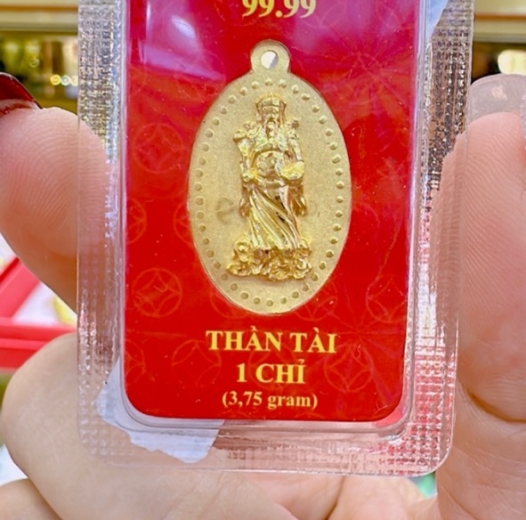 99.99
THẦN TÀI
1 CHỈ
(3,75 gram)